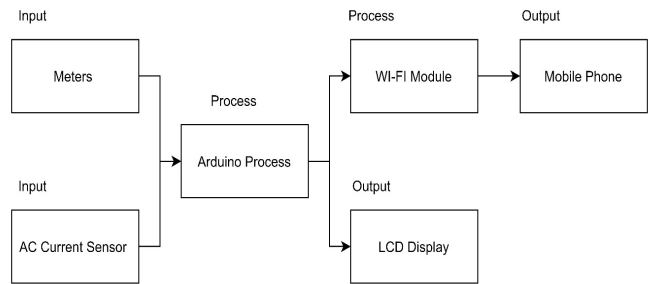 Input
Meters
Process
Arduino Process
Input
AC Current Sensor
Process
WI-FI Module
Output
Mobile Phone
Output
LCD Display